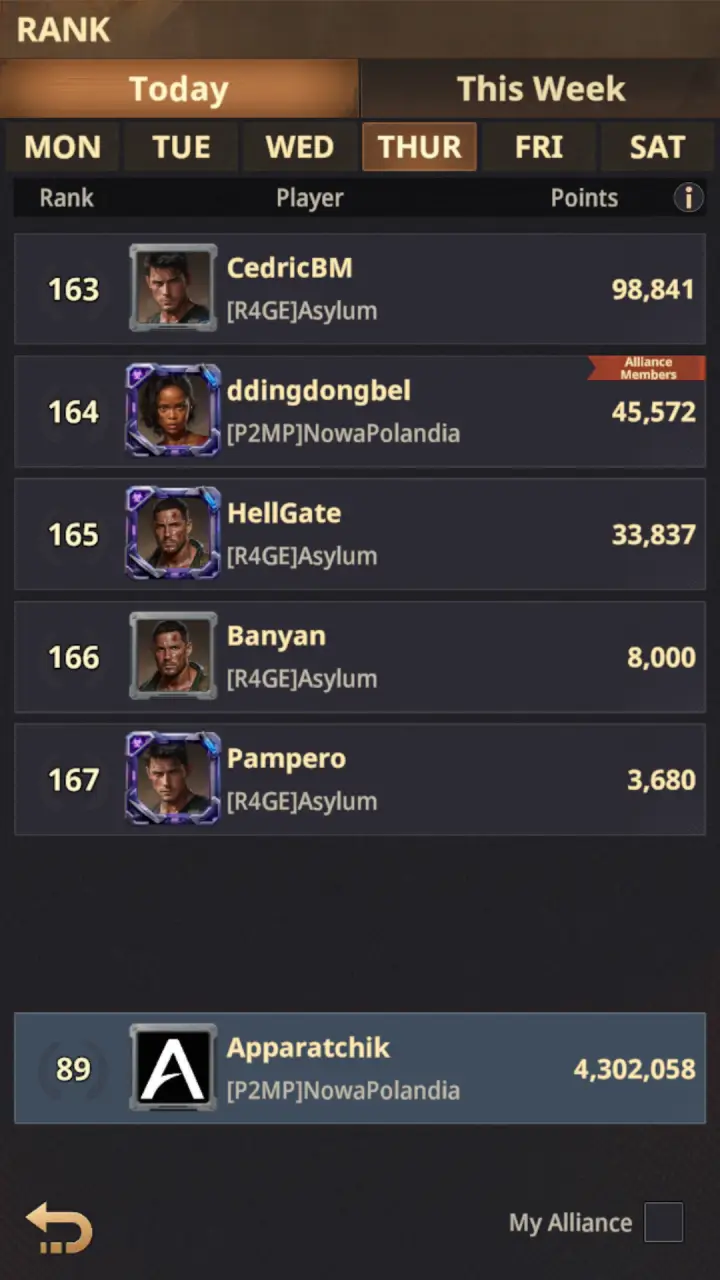 RANK
Today
This Week
MON TUE WED THUR FRI SAT
Rank Player Points i
163 CedricBM 98,841
[R4GE]Asylum
Alliance
Members
164 ddingdongbel 45,572
[P2MP]NowaPolandia
165 HellGate 33,837
[R4GE]Asylum
166 Banyan 8,000
[R4GE]Asylum
167 Pampero 3,680
[R4GE]Asylum
89 Apparatchik 4,302,058
[P2MP]NowaPolandia
My Alliance